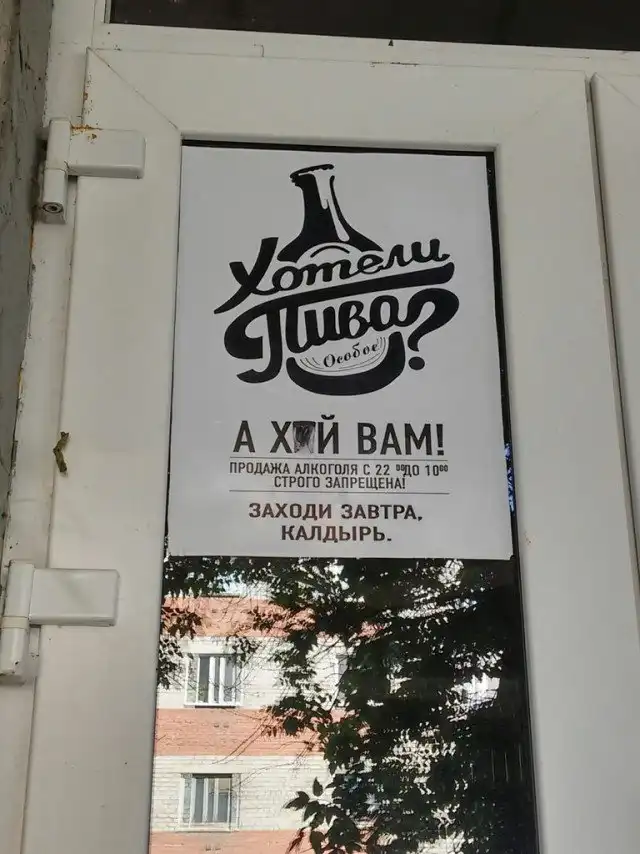 Хотели
Пива?
Особое
А Х Й ВАМ!
ПРОДАЖА АЛКОГОЛЯ С 22 00 ДО 10 00
СТРОГО ЗАПРЕЩЕНА!
ЗАХОДИ ЗАВТРА,
КАЛДЫРЬ.